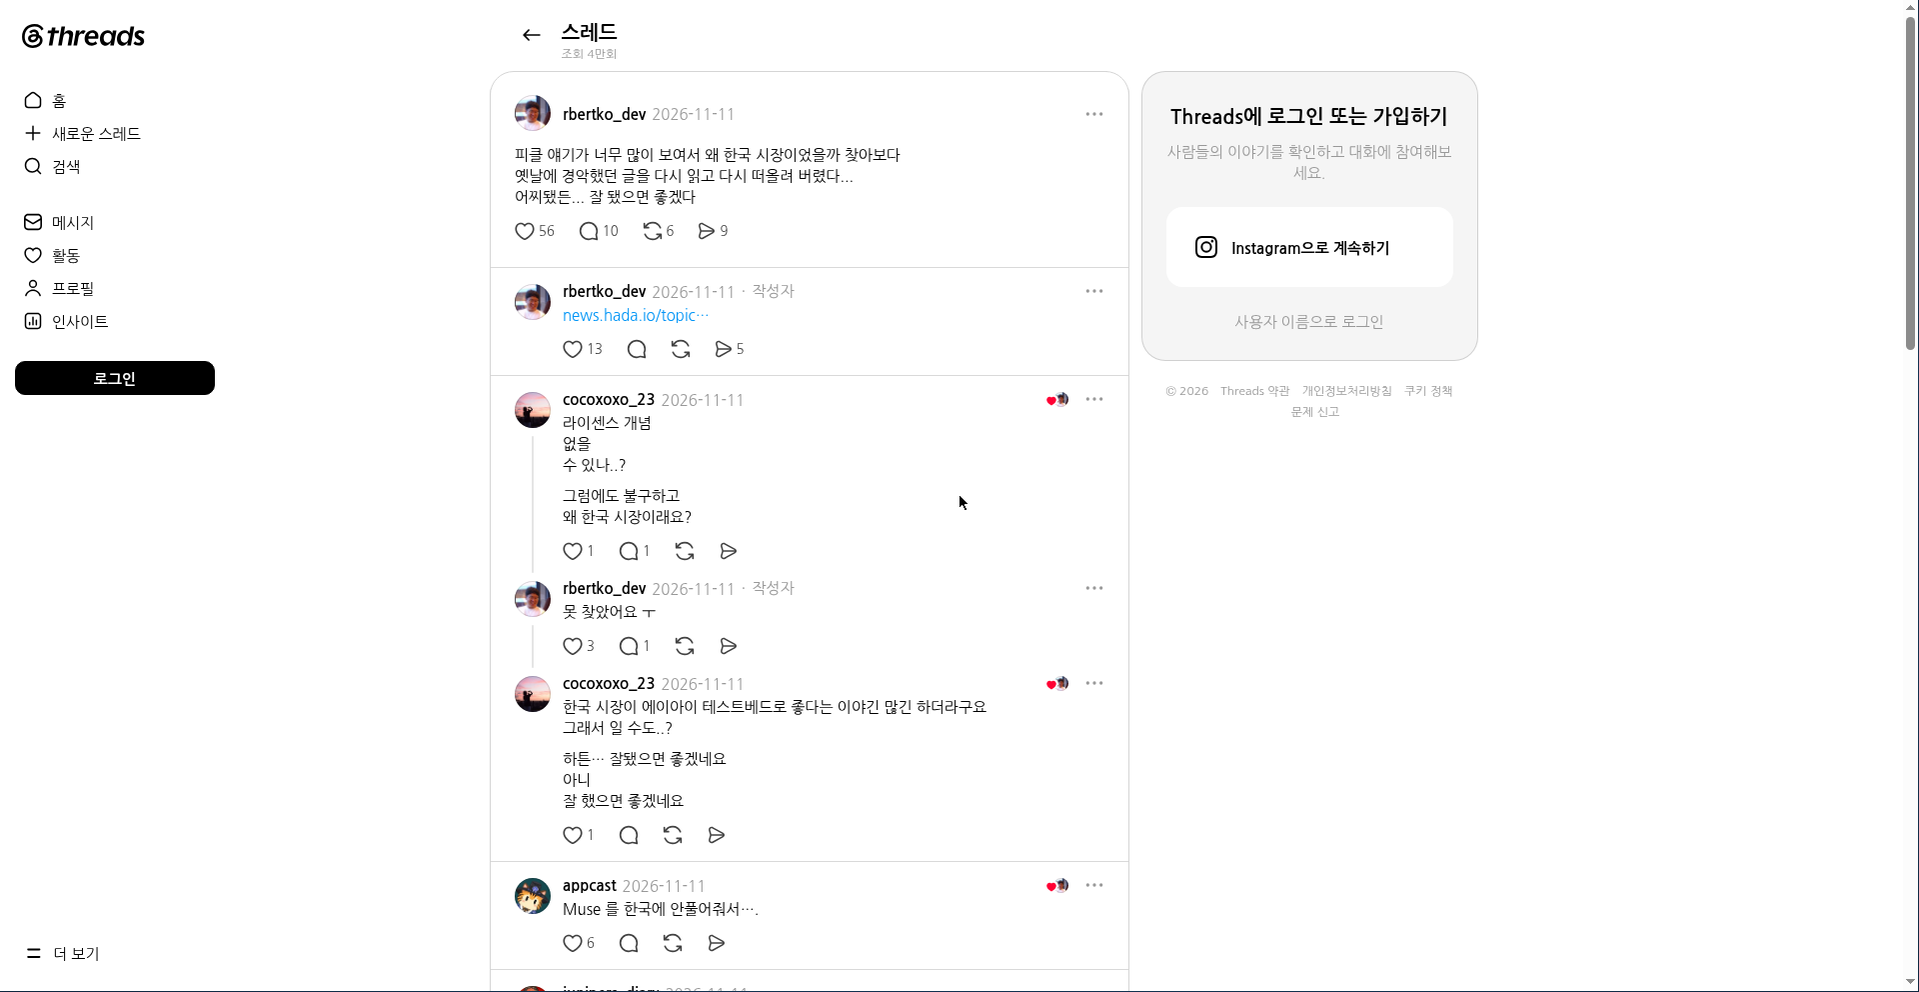 threads
홈
새로운 스레드
검색
메시지
활동
프로필
인사이트
로그인
더 보기
스레드
조회 4만회
rbertko_dev 2026-11-11
피클 얘기가 너무 많이 보여서 왜 한국 시장이었을까 찾아보다
옛날에 경악했던 글을 다시 읽고 다시 떠올려 버렸다...
어찌됐든... 잘 됐으면 좋겠다
56 10 6 9
rbertko_dev 2026-11-11 · 작성자
news.hada.io/topic…
13 5
cocoxoxo_23 2026-11-11
라이센스 개념
없을
수 있나..?
그럼에도 불구하고
왜 한국 시장이래요?
1 1
rbertko_dev 2026-11-11 · 작성자
못 찾았어요 ㅜ
3 1
cocoxoxo_23 2026-11-11
한국 시장이 에이아이 테스트베드로 좋다는 이야긴 많긴 하더라구요
그래서 일 수도..?
하튼… 잘됐으면 좋겠네요
아니
잘 했으면 좋겠네요
1
appcast 2026-11-11
Muse 를 한국에 안풀어줘서….
6
Threads에 로그인 또는 가입하기
사람들의 이야기를 확인하고 대화에 참여해보
세요.
Instagram으로 계속하기
사용자 이름으로 로그인
© 2026 Threads 약관 개인정보처리방침 쿠키 정책
문제 신고